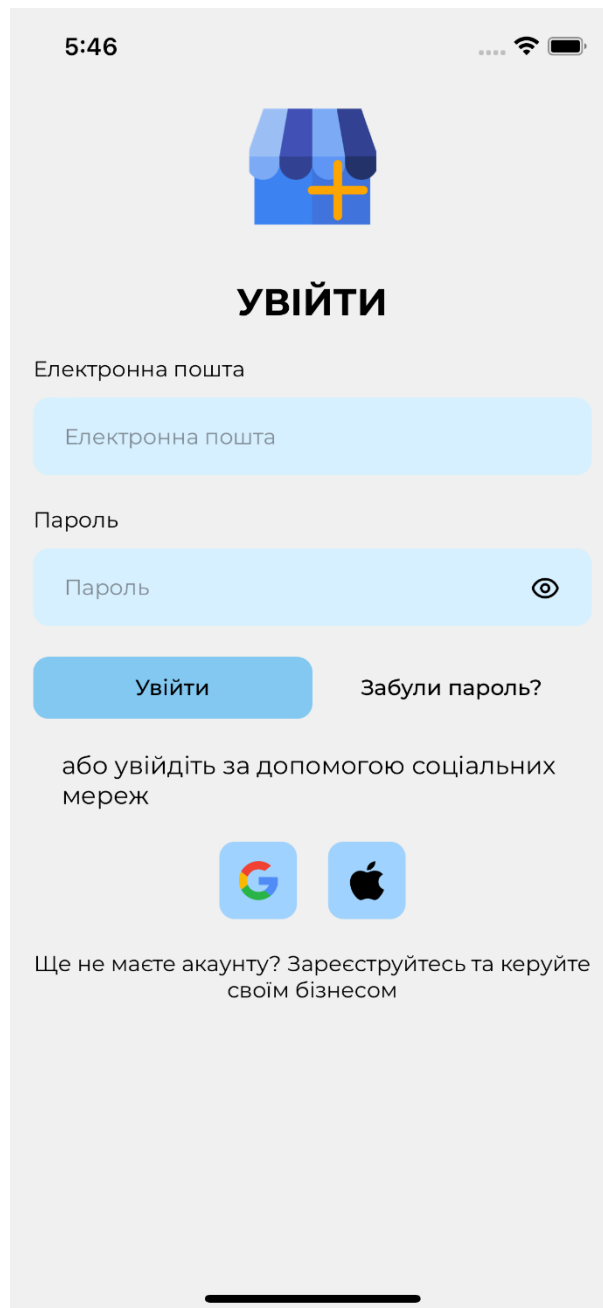 5:46
УВІЙТИ
Електронна пошта
Електронна пошта
Пароль
Пароль
Увійти
Забули пароль?
або увійдіть за допомогою соціальних
мереж
Ще не маєте акаунту? Зареєструйтесь та керуйте
своїм бізнесом